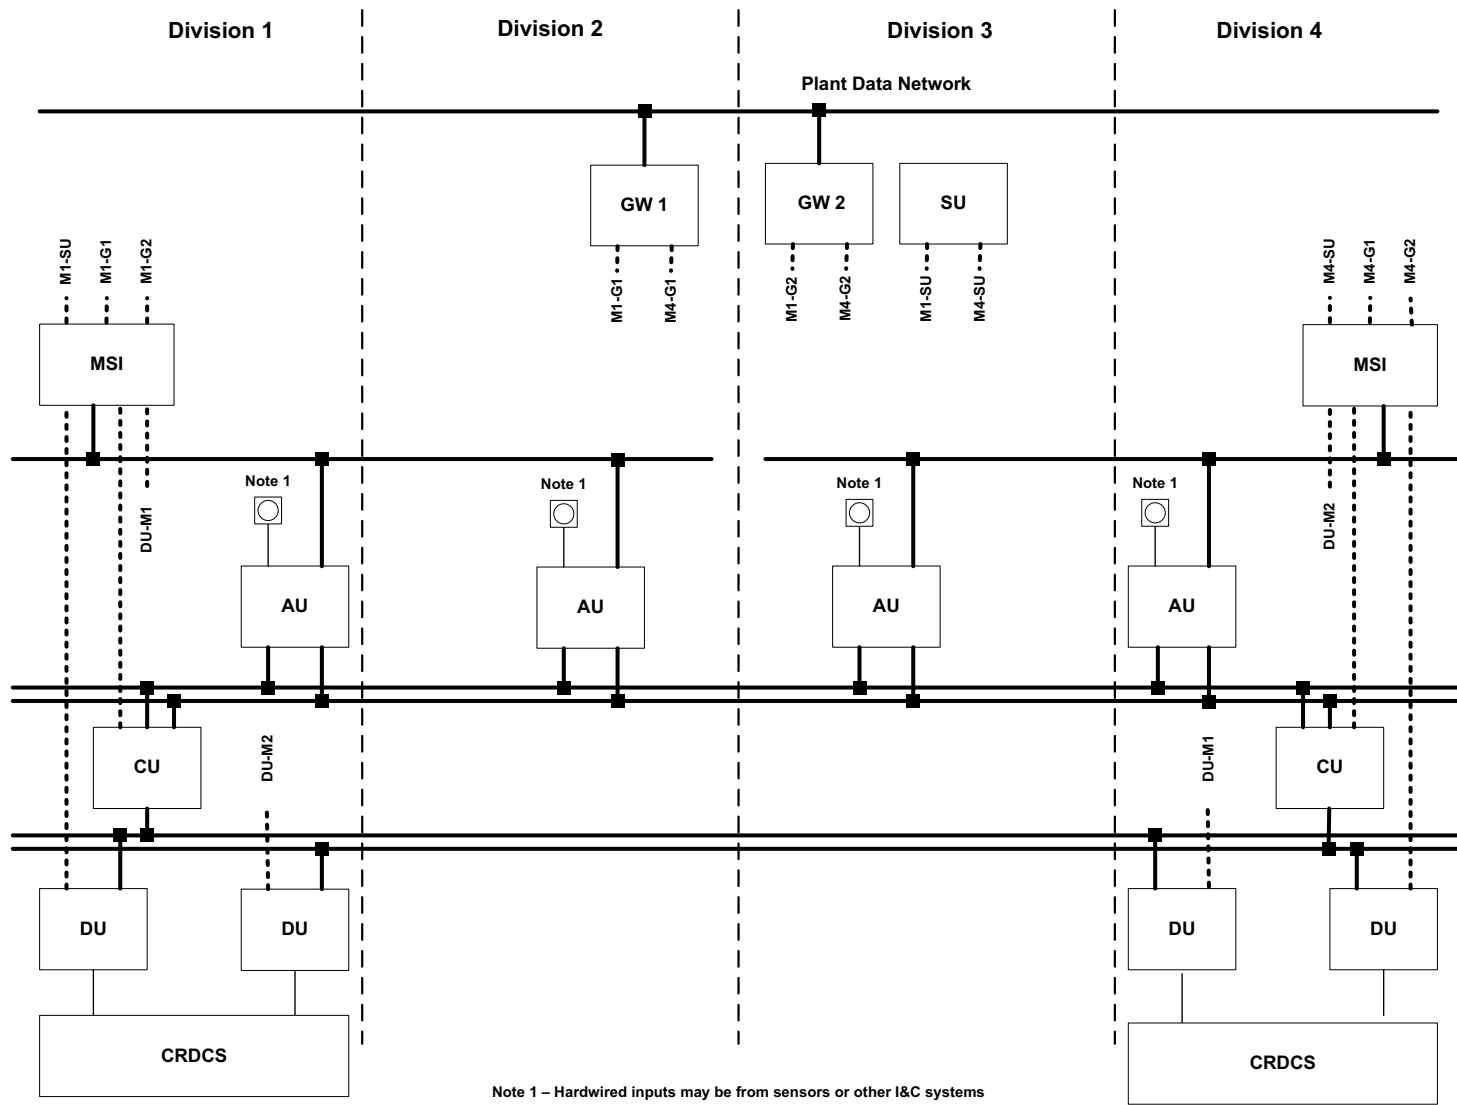 Division 1
Division 2
Division 3
Division 4
Plant Data Network
GW 1
GW 2
SU
M1-SU
M1-G1
M1-G2
M1-G1
M4-G1
M1-G2
M4-G2
M1-SU
M4-SU
M4-SU
M4-G1
M4-G2
MSI
MSI
Note 1
Note 1
Note 1
Note 1
DU-M1
DU-M2
AU
AU
AU
AU
DU-M2
DU-M1
CU
CU
DU
DU
DU
DU
CRDCS
CRDCS
Note 1 – Hardwired inputs may be from sensors or other I&C systems